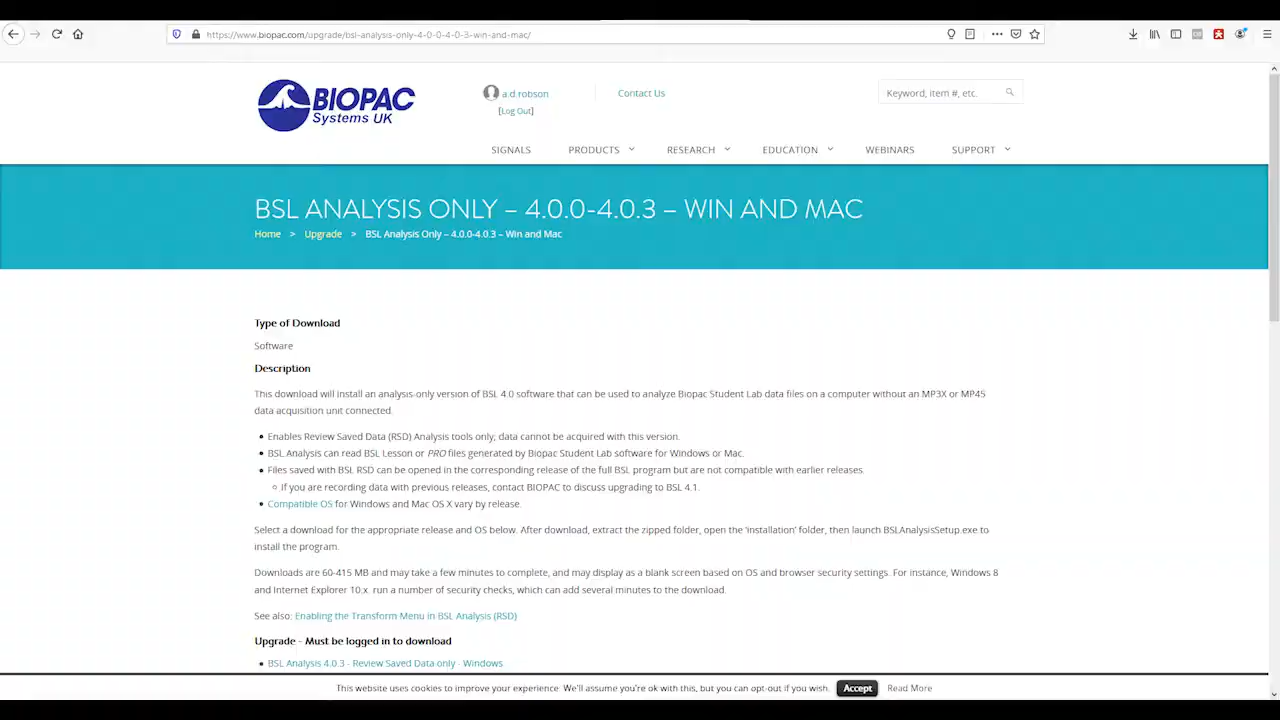 https://www.biopac.com/upgrade/bsl-analysis-only-4-0-0-4-0-3-win-and-mac/
BIOPAC
Systems UK
a.d.robson
[Log Out]
Contact Us
Keyword, item #, etc.
SIGNALS PRODUCTS RESEARCH EDUCATION WEBINARS SUPPORT
BSL ANALYSIS ONLY – 4.0.0-4.0.3 – WIN AND MAC
Home > Upgrade > BSL Analysis Only – 4.0.0-4.0.3 – Win and Mac
Type of Download
Software
Description
This download will install an analysis-only version of BSL 4.0 software that can be used to analyze Biopac Student Lab data files on a computer without an MP3X or MP45
data acquisition unit connected.
Enables Review Saved Data (RSD) Analysis tools only; data cannot be acquired with this version.
BSL Analysis can read BSL Lesson or PRO files generated by Biopac Student Lab software for Windows or Mac.
Files saved with BSL RSD can be opened in the corresponding release of the full BSL program but are not compatible with earlier releases.
If you are recording data with previous releases, contact BIOPAC to discuss upgrading to BSL 4.1.
Compatible OS for Windows and Mac OS X vary by release.
Select a download for the appropriate release and OS below. After download, extract the zipped folder, open the 'installation' folder, then launch BSLAnalysisSetup.exe to
install the program.
Downloads are 60-415 MB and may take a few minutes to complete, and may display as a blank screen based on OS and browser security settings. For instance, Windows 8
and Internet Explorer 10.x. run a number of security checks, which can add several minutes to the download.
See also: Enabling the Transform Menu in BSL Analysis (RSD)
Upgrade - Must be logged in to download
BSL Analysis 4.0.3 - Review Saved Data only - Windows
This website uses cookies to improve your experience. We'll assume you're ok with this, but you can opt-out if you wish. Accept Read More